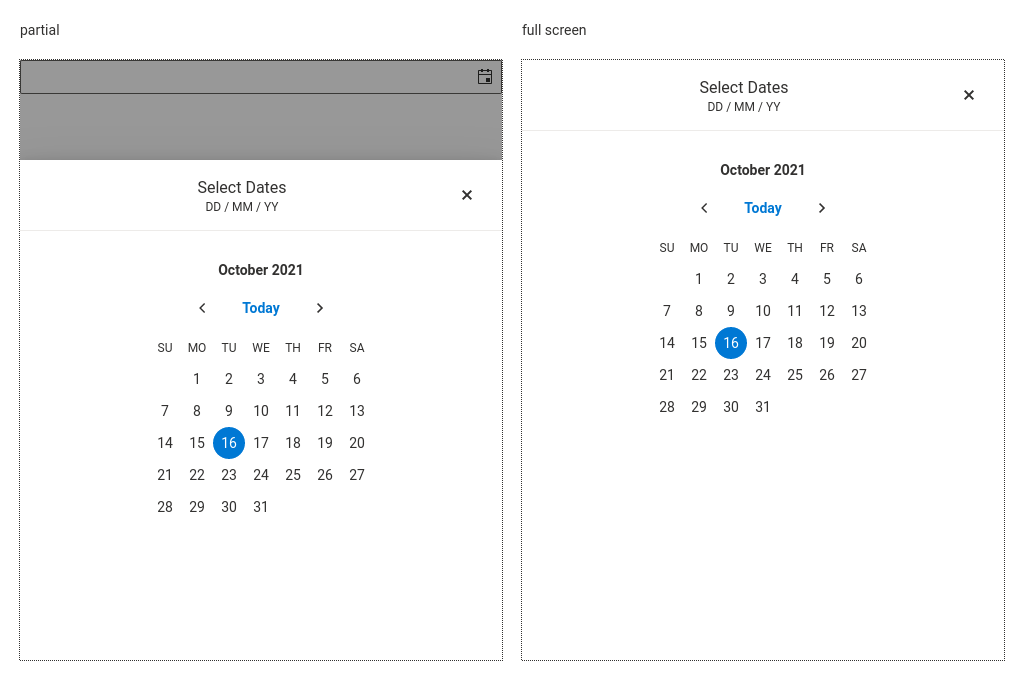 partial
Select Dates
DD / MM / YY
October 2021
Today
SU MO TU WE TH FR SA
1 2 3 4 5 6
7 8 9 10 11 12 13
14 15 16 17 18 19 20
21 22 23 24 25 26 27
28 29 30 31
full screen
Select Dates
DD / MM / YY
October 2021
Today
SU MO TU WE TH FR SA
1 2 3 4 5 6
7 8 9 10 11 12 13
14 15 16 17 18 19 20
21 22 23 24 25 26 27
28 29 30 31